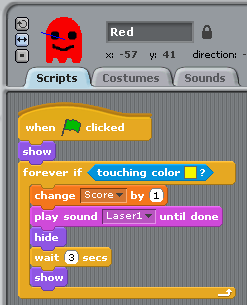 Red
x: -57 y: 41 direction: -
Scripts Costumes Sounds
when clicked
show
forever if touching color ?
change Score by 1
play sound Laser1 until done
hide
wait 3 secs
show